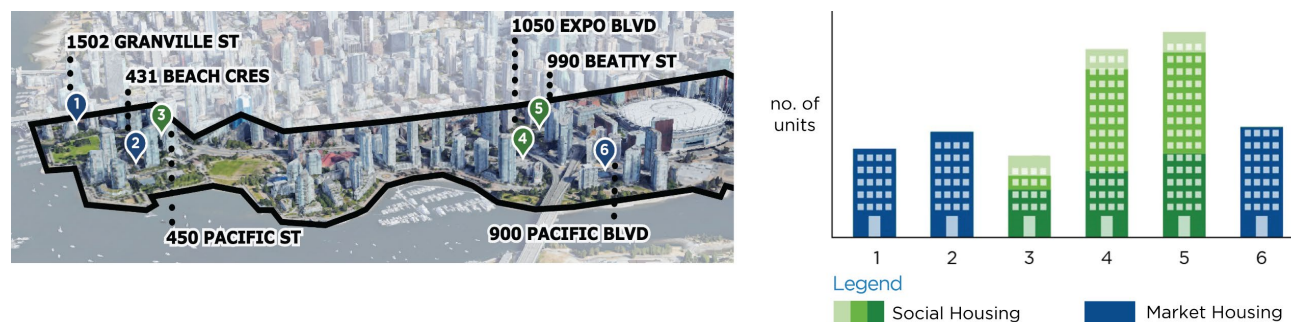 1502 GRANVILLE ST
431 BEACH CRES
1050 EXPO BLVD
990 BEATTY ST
1
2
3
4
5
6
450 PACIFIC ST
900 PACIFIC BLVD
no. of
units
1 2 3 4 5 6
Legend
Social Housing
Market Housing